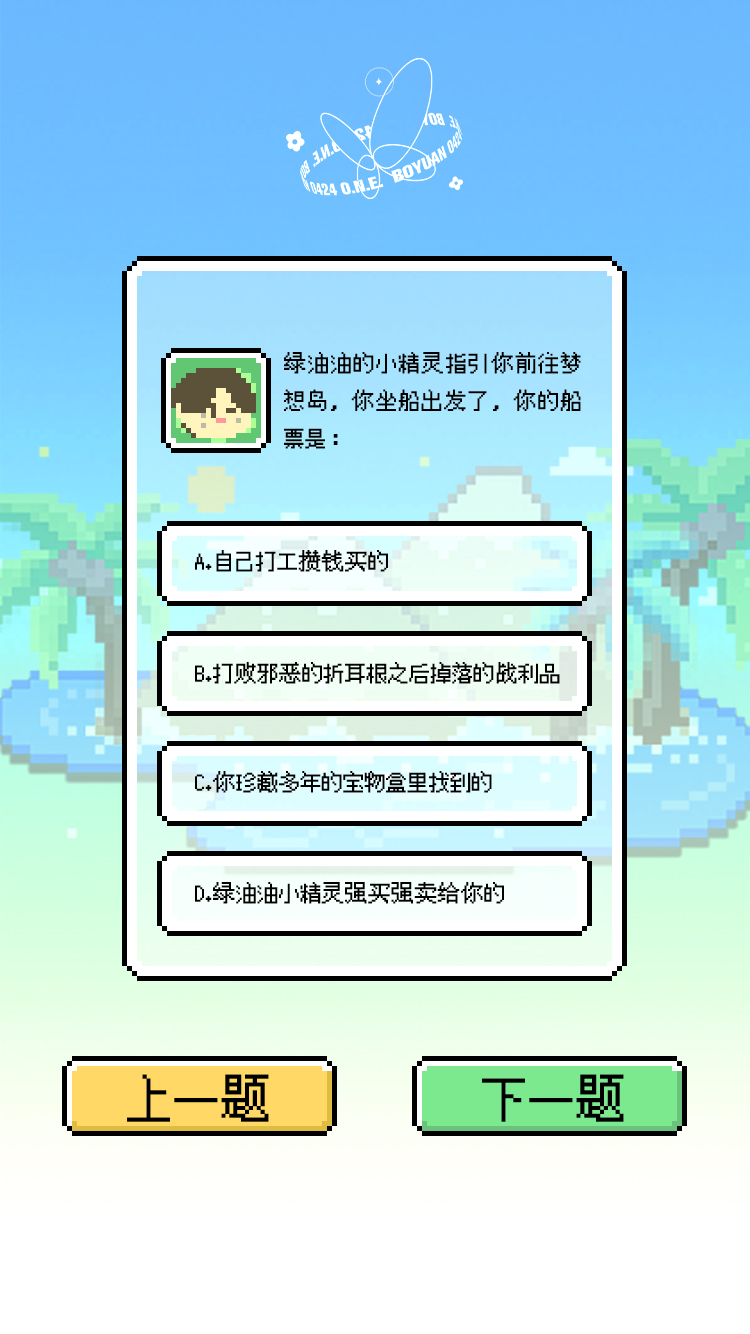 0424 O.N.E. BOYUAN 0424
绿油油的小精灵指引你前往梦
想岛，你坐船出发了，你的船
票是：
A.自己打工攒钱买的
B.打败邪恶的折耳根之后掉落的战利品
C.你珍藏多年的宝物盒里找到的
D.绿油油小精灵强买强卖给你的
上一题
下一题